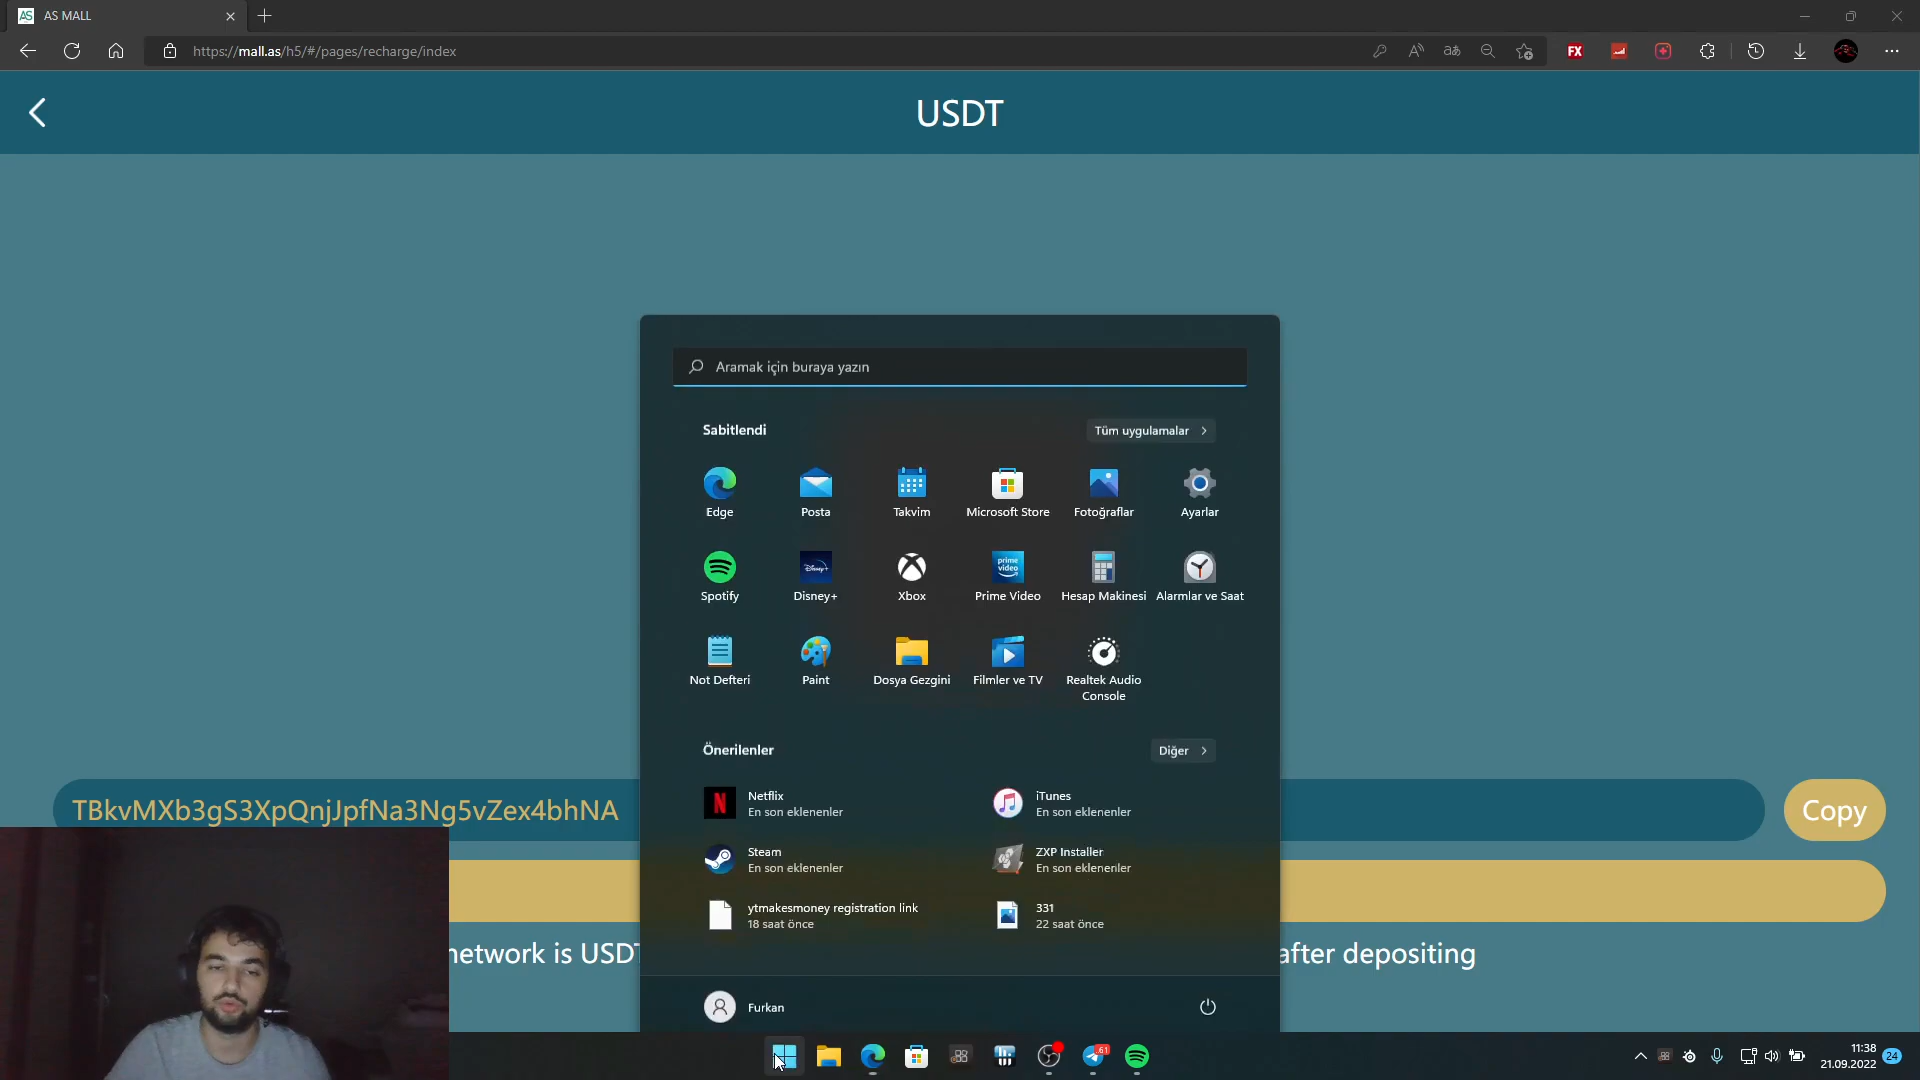 AS MALL
https://mall.as/h5/#/pages/recharge/index
USDT
Aramak için buraya yazın
Sabitlendi
Tüm uygulamalar
Edge
Posta
Takvim
Microsoft Store
Fotoğraflar
Ayarlar
Spotify
Disney+
Xbox
Prime Video
Hesap Makinesi
Alarmlar ve Saat
Not Defteri
Paint
Dosya Gezgini
Filmler ve TV
Realtek Audio
Console
Önerilenler
Diğer
Netflix
En son eklenenler
iTunes
En son eklenenler
Steam
En son eklenenler
ZXP Installer
En son eklenenler
ytmakesmoney registration link
18 saat önce
331
22 saat önce
TBkvMXb3gS3XpQnjJpfNa3Ng5vZex4bhNA
Copy
network is USDT
after depositing
Furkan
11:38
21.09.2022
24